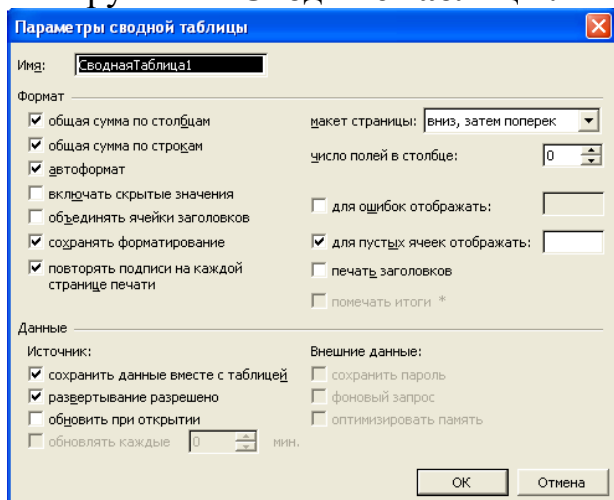 Параметры сводной таблицы
Имя: СводнаяТаблица1
Формат
общая сумма по столбцам
макет страницы: вниз, затем поперек
общая сумма по строкам
число полей в столбце: 0
автоформат
включать скрытые значения
для ошибок отображать:
объединять ячейки заголовков
сохранять форматирование
для пустых ячеек отображать:
повторять подписи на каждой
странице печати
печать заголовков
помечать итоги *
Данные
Источник:
Внешние данные:
сохранить данные вместе с таблицей
сохранить пароль
развертывание разрешено
фоновый запрос
обновить при открытии
оптимизировать память
обновлять каждые 0 мин.
ОК
Отмена